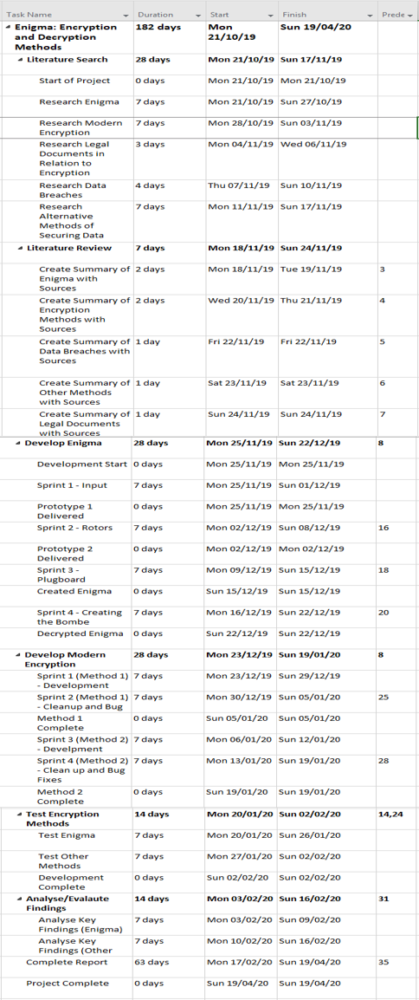 Task Name Duration Start Finish Prede
Enigma: Encryption 182 days Mon Sun 19/04/20
and Decryption 21/10/19
Methods
Literature Search 28 days Mon 21/10/19 Sun 17/11/19
Start of Project 0 days Mon 21/10/19 Mon 21/10/19
Research Enigma 7 days Mon 21/10/19 Sun 27/10/19
Research Modern 7 days Mon 28/10/19 Sun 03/11/19
Encryption
Research Legal 3 days Mon 04/11/19 Wed 06/11/19
Documents in
Relation to
Encryption
Research Data 4 days Thu 07/11/19 Sun 10/11/19
Breaches
Research 7 days Mon 11/11/19 Sun 17/11/19
Alternative
Methods of
Securing Data
Literature Review 7 days Mon 18/11/19 Sun 24/11/19
Create Summary of 2 days Mon 18/11/19 Tue 19/11/19 3
Enigma with
Sources
Create Summary of 2 days Wed 20/11/19 Thu 21/11/19 4
Encryption
Methods with
Sources
Create Summary of 1 day Fri 22/11/19 Fri 22/11/19 5
Data Breaches with
Sources
Create Summary of 1 day Sat 23/11/19 Sat 23/11/19 6
Other Methods
with Sources
Create Summary of 1 day Sun 24/11/19 Sun 24/11/19 7
Legal Documents
with Sources
Develop Enigma 28 days Mon 25/11/19 Sun 22/12/19 8
Development Start 0 days Mon 25/11/19 Mon 25/11/19
Sprint 1 - Input 7 days Mon 25/11/19 Sun 01/12/19
Prototype 1 0 days Mon 25/11/19 Mon 25/11/19
Delivered
Sprint 2 - Rotors 7 days Mon 02/12/19 Sun 08/12/19 16
Prototype 2 0 days Mon 02/12/19 Mon 02/12/19
Delivered
Sprint 3 - 7 days Mon 09/12/19 Sun 15/12/19 18
Plugboard
Created Enigma 0 days Sun 15/12/19 Sun 15/12/19
Sprint 4 - Creating 7 days Mon 16/12/19 Sun 22/12/19 20
the Bombe
Decrypted Enigma 0 days Sun 22/12/19 Sun 22/12/19
Develop Modern 28 days Mon 23/12/19 Sun 19/01/20 8
Encryption
Sprint 1 (Method 1) 7 days Mon 23/12/19 Sun 29/12/19
- Development
Sprint 2 (Method 1) 7 days Mon 30/12/19 Sun 05/01/20 25
- Cleanup and Bug
Method 1 0 days Sun 05/01/20 Sun 05/01/20
Complete
Sprint 3 (Method 2) 7 days Mon 06/01/20 Sun 12/01/20
- Develpment
Sprint 4 (Method 2) 7 days Mon 13/01/20 Sun 19/01/20 28
- Clean up and Bug
Fixes
Method 2 0 days Sun 19/01/20 Sun 19/01/20
Complete
Test Encryption 14 days Mon 20/01/20 Sun 02/02/20 14,24
Methods
Test Enigma 7 days Mon 20/01/20 Sun 26/01/20
Test Other 7 days Mon 27/01/20 Sun 02/02/20
Methods
Development 0 days Sun 02/02/20 Sun 02/02/20
Complete
Analyse/Evalaute 14 days Mon 03/02/20 Sun 16/02/20 31
Findings
Analyse Key 7 days Mon 03/02/20 Sun 09/02/20
Findings (Enigma)
Analyse Key 7 days Mon 10/02/20 Sun 16/02/20
Findings (Other
Complete Report 63 days Mon 17/02/20 Sun 19/04/20 35
Project Complete 0 days Sun 19/04/20 Sun 19/04/20